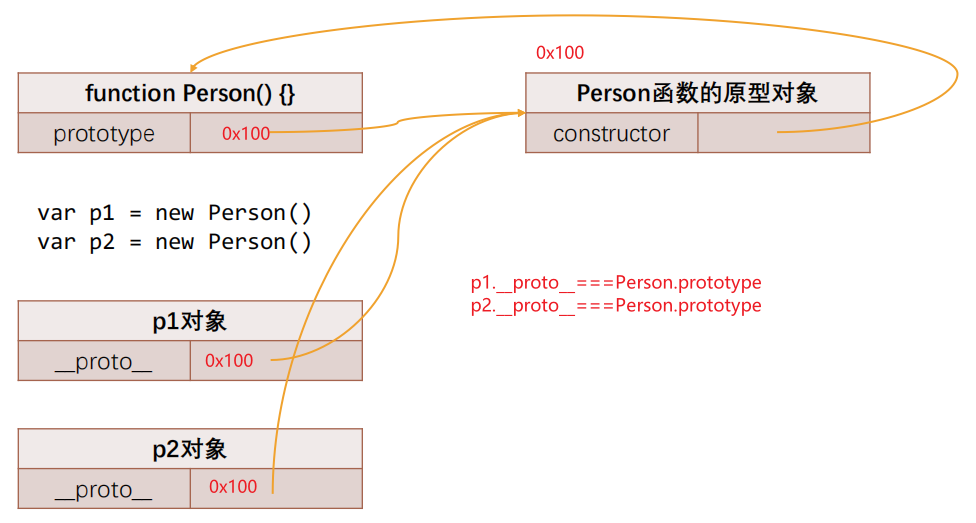 0x100
function Person() {}
Person函数的原型对象
prototype
0x100
constructor
var p1 = new Person()
var p2 = new Person()
p1.__proto__===Person.prototype
p2.__proto__===Person.prototype
p1对象
__proto__
0x100
p2对象
__proto__
0x100